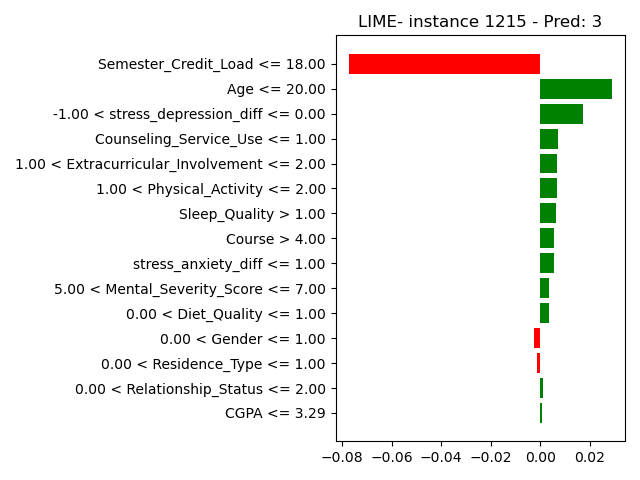 LIME- instance 1215 - Pred: 3
Semester_Credit_Load <= 18.00
Age <= 20.00
-1.00 < stress_depression_diff <= 0.00
Counseling_Service_Use <= 1.00
1.00 < Extracurricular_Involvement <= 2.00
1.00 < Physical_Activity <= 2.00
Sleep_Quality > 1.00
Course > 4.00
stress_anxiety_diff <= 1.00
5.00 < Mental_Severity_Score <= 7.00
0.00 < Diet_Quality <= 1.00
0.00 < Gender <= 1.00
0.00 < Residence_Type <= 1.00
0.00 < Relationship_Status <= 2.00
CGPA <= 3.29
−0.08 −0.06 −0.04 −0.02 0.00 0.02